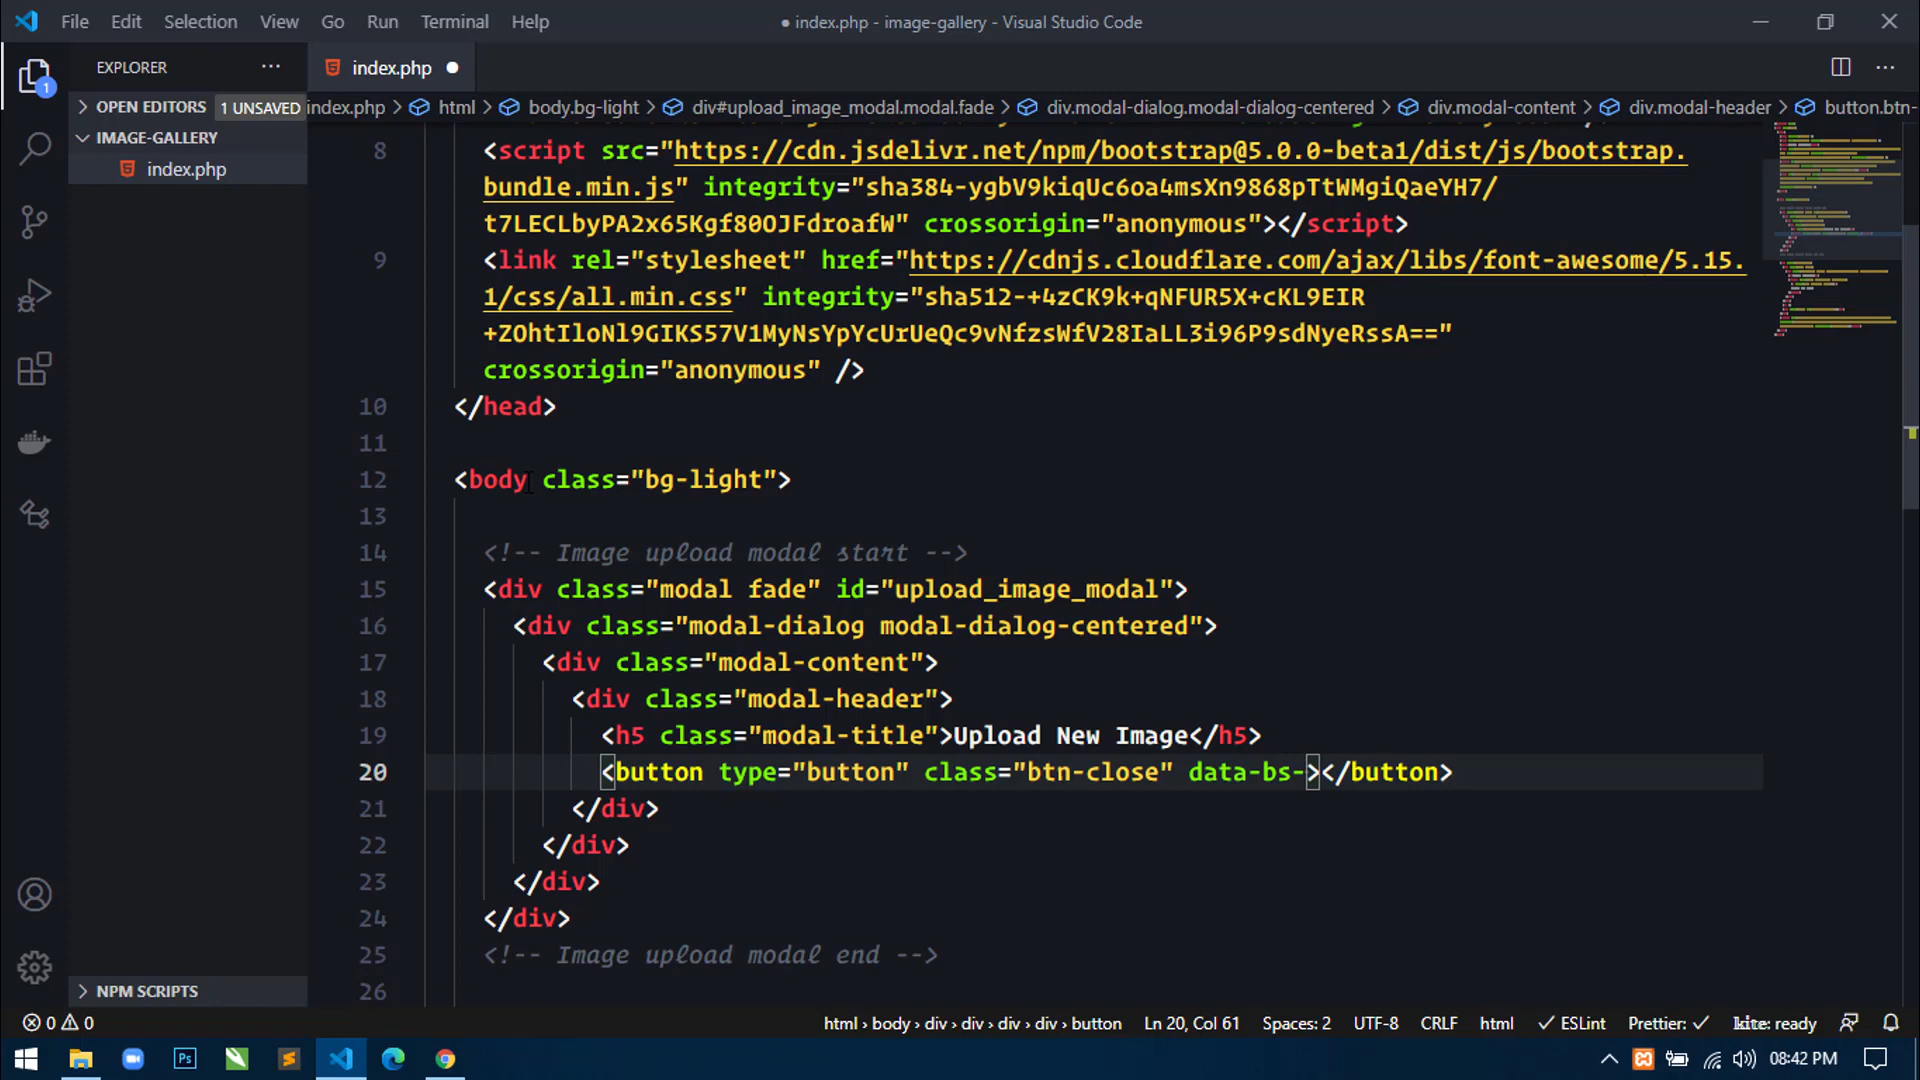 File Edit Selection View Go Run Terminal Help
● index.php - image-gallery - Visual Studio Code
EXPLORER
index.php
OPEN EDITORS 1 UNSAVED
index.php > html > body.bg-light > div#upload_image_modal.modal.fade > div.modal-dialog.modal-dialog-centered > div.modal-content > div.modal-header > button.btn-
IMAGE-GALLERY
index.php
8 <script src="https://cdn.jsdelivr.net/npm/bootstrap@5.0.0-beta1/dist/js/bootstrap.
bundle.min.js" integrity="sha384-ygbV9kiqUc6oa4msXn9868pTtWMgiQaeYH7/
t7LECLbyPA2x65Kgf80OJFdroafW" crossorigin="anonymous"></script>
9 <link rel="stylesheet" href="https://cdnjs.cloudflare.com/ajax/libs/font-awesome/5.15.
1/css/all.min.css" integrity="sha512-+4zCK9k+qNFUR5X+cKL9EIR
+ZOhtIloNl9GIKS57V1MyNsYpYcUrUeQc9vNfzsWfV28IaLL3i96P9sdNyeRssA=="
crossorigin="anonymous" />
10 </head>
11
12 <body class="bg-light">
13
14 <!-- Image upload modal start -->
15 <div class="modal fade" id="upload_image_modal">
16 <div class="modal-dialog modal-dialog-centered">
17 <div class="modal-content">
18 <div class="modal-header">
19 <h5 class="modal-title">Upload New Image</h5>
20 <button type="button" class="btn-close" data-bs-></button>
21 </div>
22 </div>
23 </div>
24 </div>
25 <!-- Image upload modal end -->
26
NPM SCRIPTS
0 0 html > body > div > div > div > div > button Ln 20, Col 61 Spaces: 2 UTF-8 CRLF html ✓ ESLint Prettier: ✓ kite: ready
08:42 PM